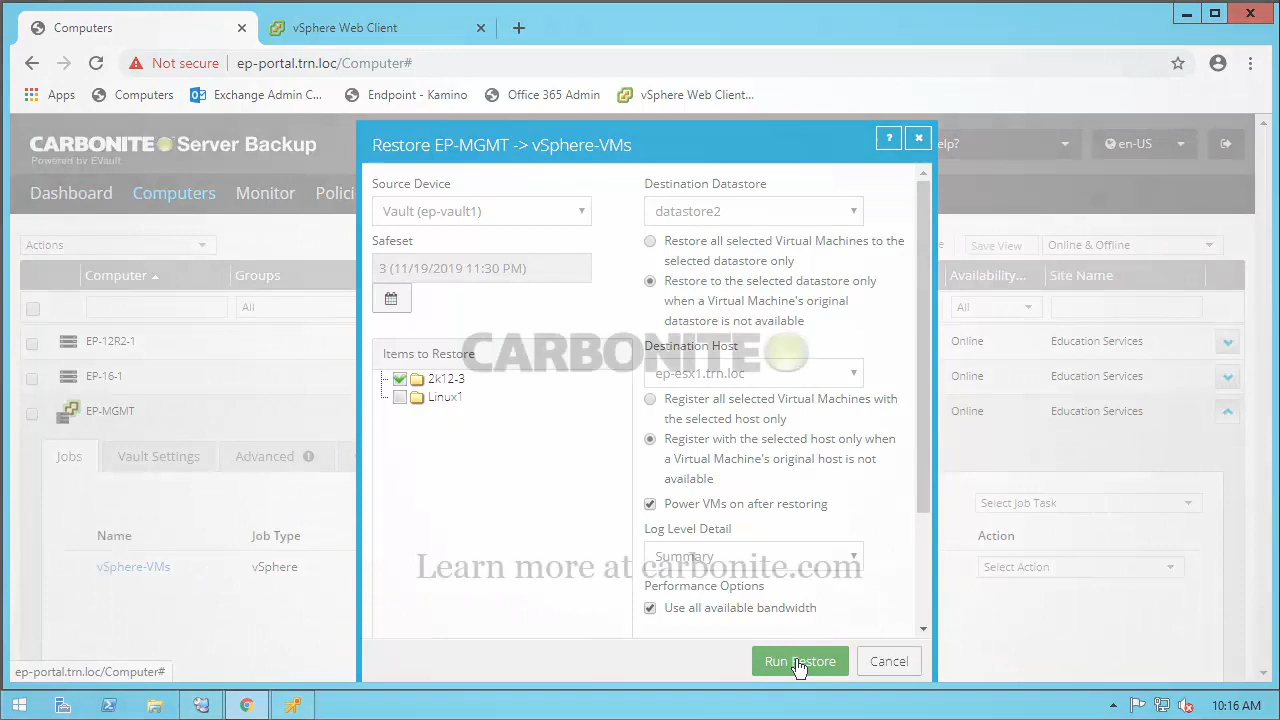 Computers
vSphere Web Client
Not secure
ep-portal.trn.loc/Computer#
Apps
Computers
Exchange Admin C...
Endpoint - Kamino...
Office 365 Admin
vSphere Web Client...
CARBONITE Server Backup
Powered by EVault
elp?
en-US
Dashboard
Computers
Monitor
Polici
Actions
Save View
Online & Offline
Computer
Groups
Availability...
Site Name
All
All
EP-12R2-1
Online
Education Services
EP-16-1
Online
Education Services
EP-MGMT
Online
Education Services
Jobs
Vault Settings
Advanced
Select Job Task
Name
Job Type
Action
vSphere-VMs
vSphere
Select Action
Restore EP-MGMT -> vSphere-VMs
?
Source Device
Vault (ep-vault1)
Safeset
3 (11/19/2019 11:30 PM)
Items to Restore
2k12-3
Linux1
Destination Datastore
datastore2
Restore all selected Virtual Machines to the
selected datastore only
Restore to the selected datastore only
when a Virtual Machine's original
datastore is not available
Destination Host
ep-esx1.trn.loc
Register all selected Virtual Machines with
the selected host only
Register with the selected host only when
a Virtual Machine's original host is not
available
Power VMs on after restoring
Log Level Detail
Summary
Performance Options
Use all available bandwidth
Run Restore
Cancel
CARBONITE
Learn more at carbonite.com
ep-portal.trn.loc/Computer#
10:16 AM